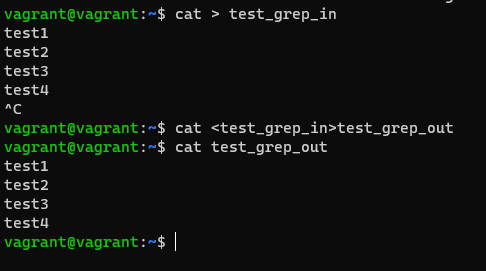 vagrant@vagrant:~$ cat > test_grep_in
test1
test2
test3
test4
^C
vagrant@vagrant:~$ cat <test_grep_in>test_grep_out
vagrant@vagrant:~$ cat test_grep_out
test1
test2
test3
test4
vagrant@vagrant:~$